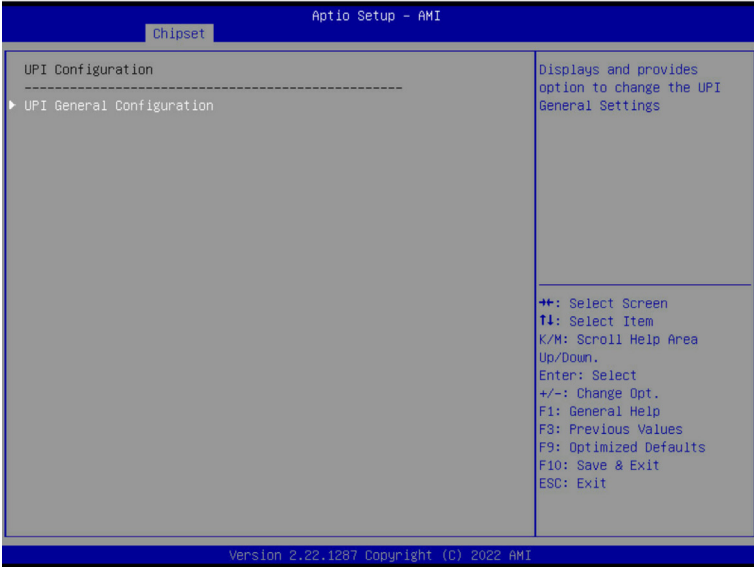 Aptio Setup – AMI
Chipset
UPI Configuration
--------------------------------------------------
▶ UPI General Configuration
Displays and provides
option to change the UPI
General Settings
→←: Select Screen
↑↓: Select Item
K/M: Scroll Help Area
Up/Down.
Enter: Select
+/-: Change Opt.
F1: General Help
F3: Previous Values
F9: Optimized Defaults
F10: Save & Exit
ESC: Exit
Version 2.22.1287 Copyright (C) 2022 AMI